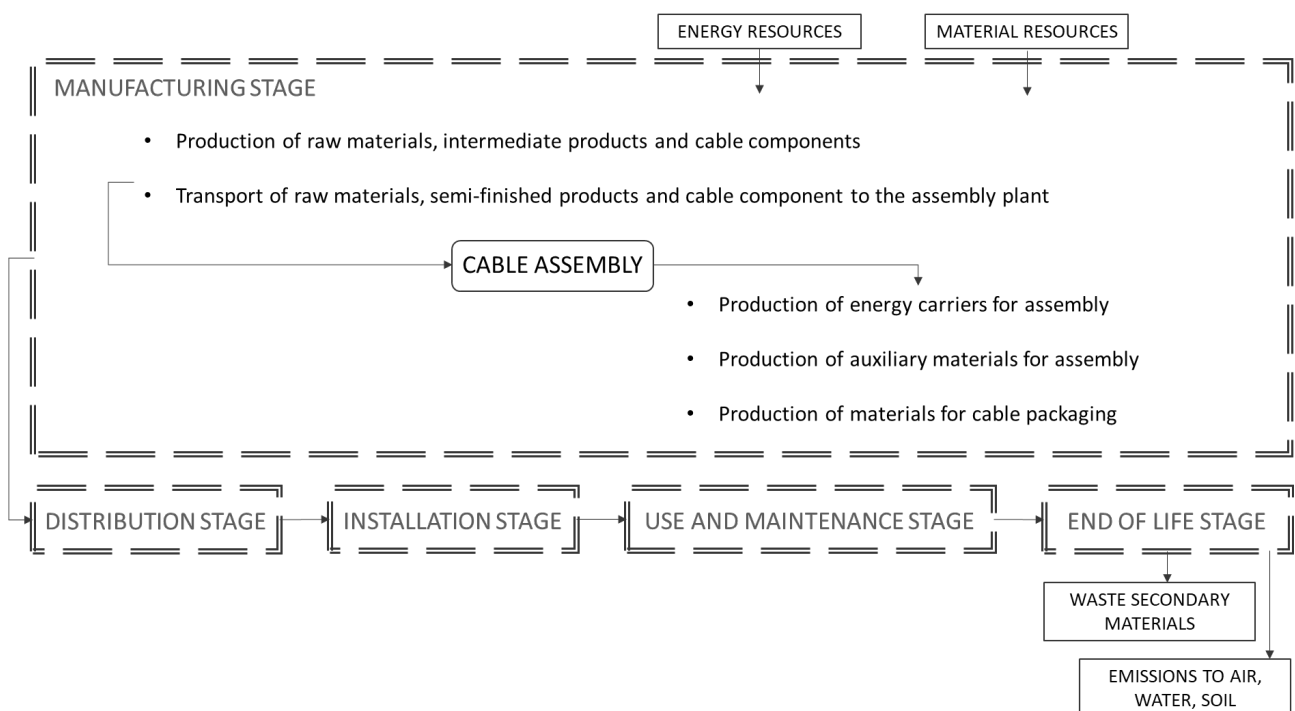 ENERGY RESOURCES
MATERIAL RESOURCES
MANUFACTURING STAGE
• Production of raw materials, intermediate products and cable components
• Transport of raw materials, semi-finished products and cable component to the assembly plant
CABLE ASSEMBLY
• Production of energy carriers for assembly
• Production of auxiliary materials for assembly
• Production of materials for cable packaging
DISTRIBUTION STAGE
INSTALLATION STAGE
USE AND MAINTENANCE STAGE
END OF LIFE STAGE
WASTE SECONDARY
MATERIALS
EMISSIONS TO AIR,
WATER, SOIL